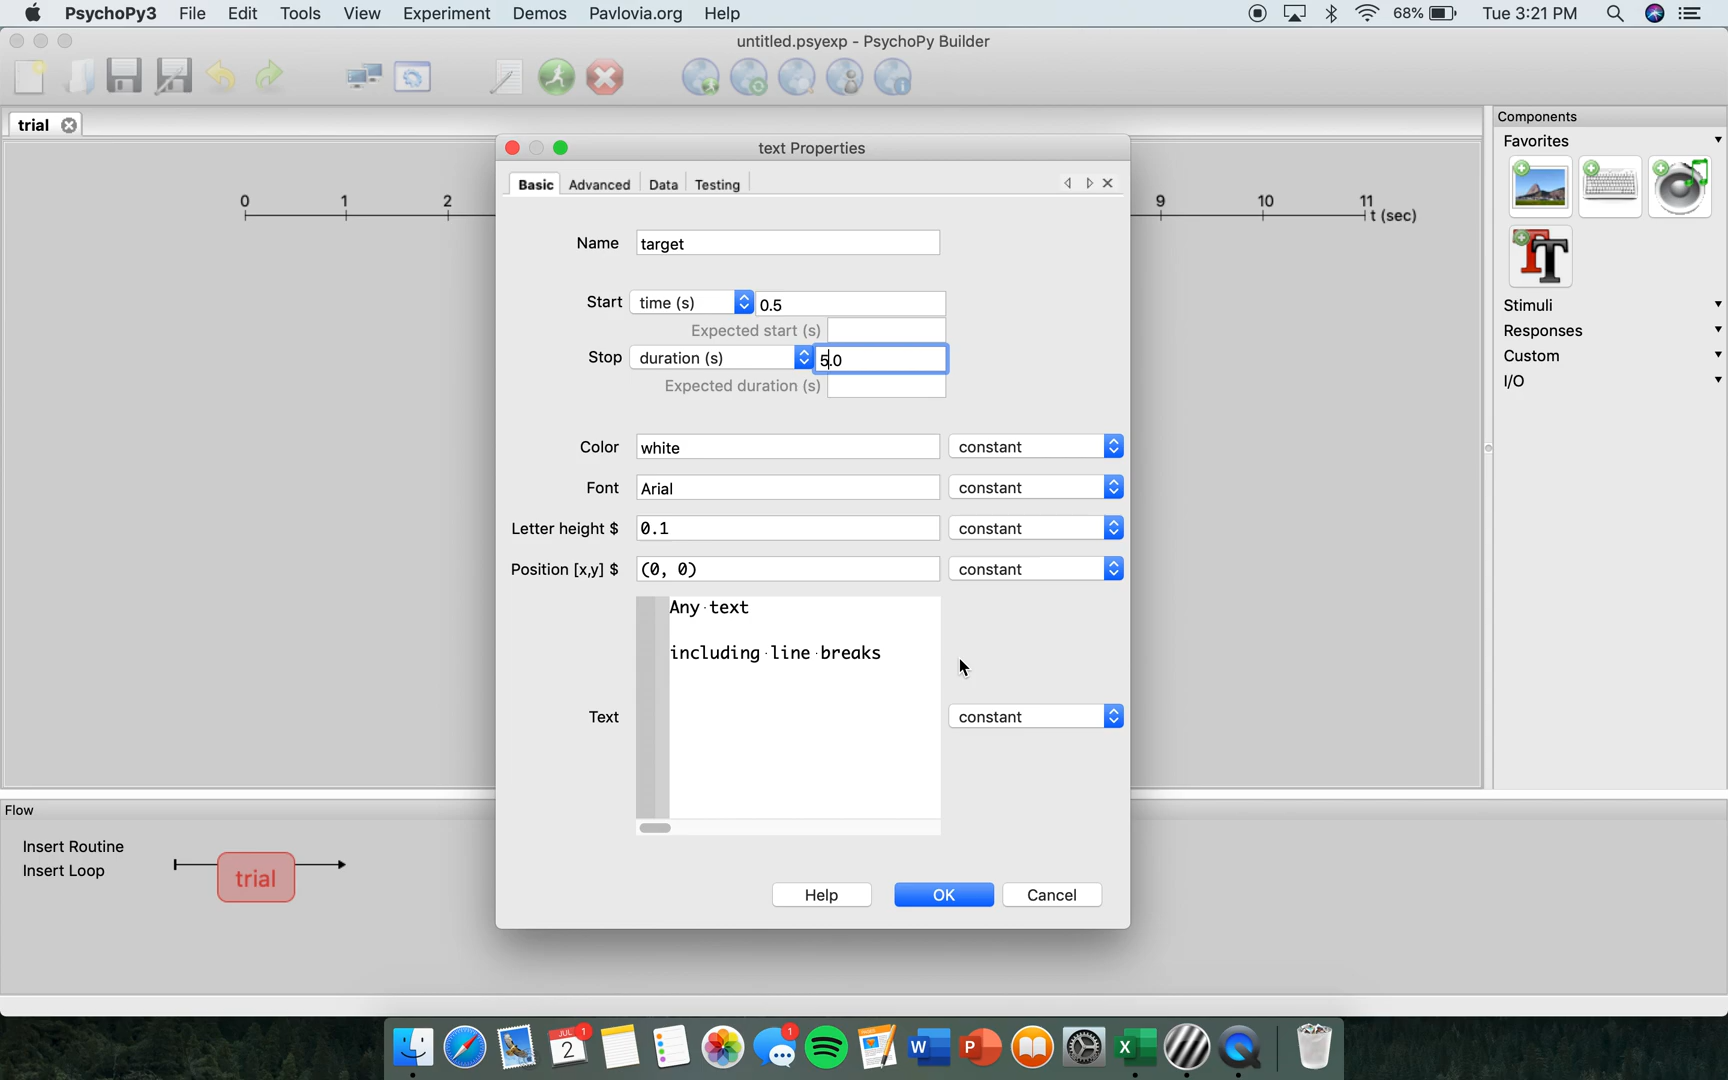 PsychoPy3 File Edit Tools View Experiment Demos Pavlovia.org Help 68% Tue 3:21 PM
untitled.psyexp - PsychoPy Builder
trial
Components
Favorites
text Properties
Basic Advanced Data Testing
0 1 2 9 10 11 t (sec)
Name target
Start time (s) 0.5
Expected start (s)
Stop duration (s) 5.0
Expected duration (s)
Stimuli
Responses
Custom
I/O
Color white constant
Font Arial constant
Letter height $ 0.1 constant
Position [x,y] $ (0, 0) constant
Any text
including line breaks
Text constant
Help OK Cancel
Flow
Insert Routine
Insert Loop
trial
JUL 2 1
1
W P X